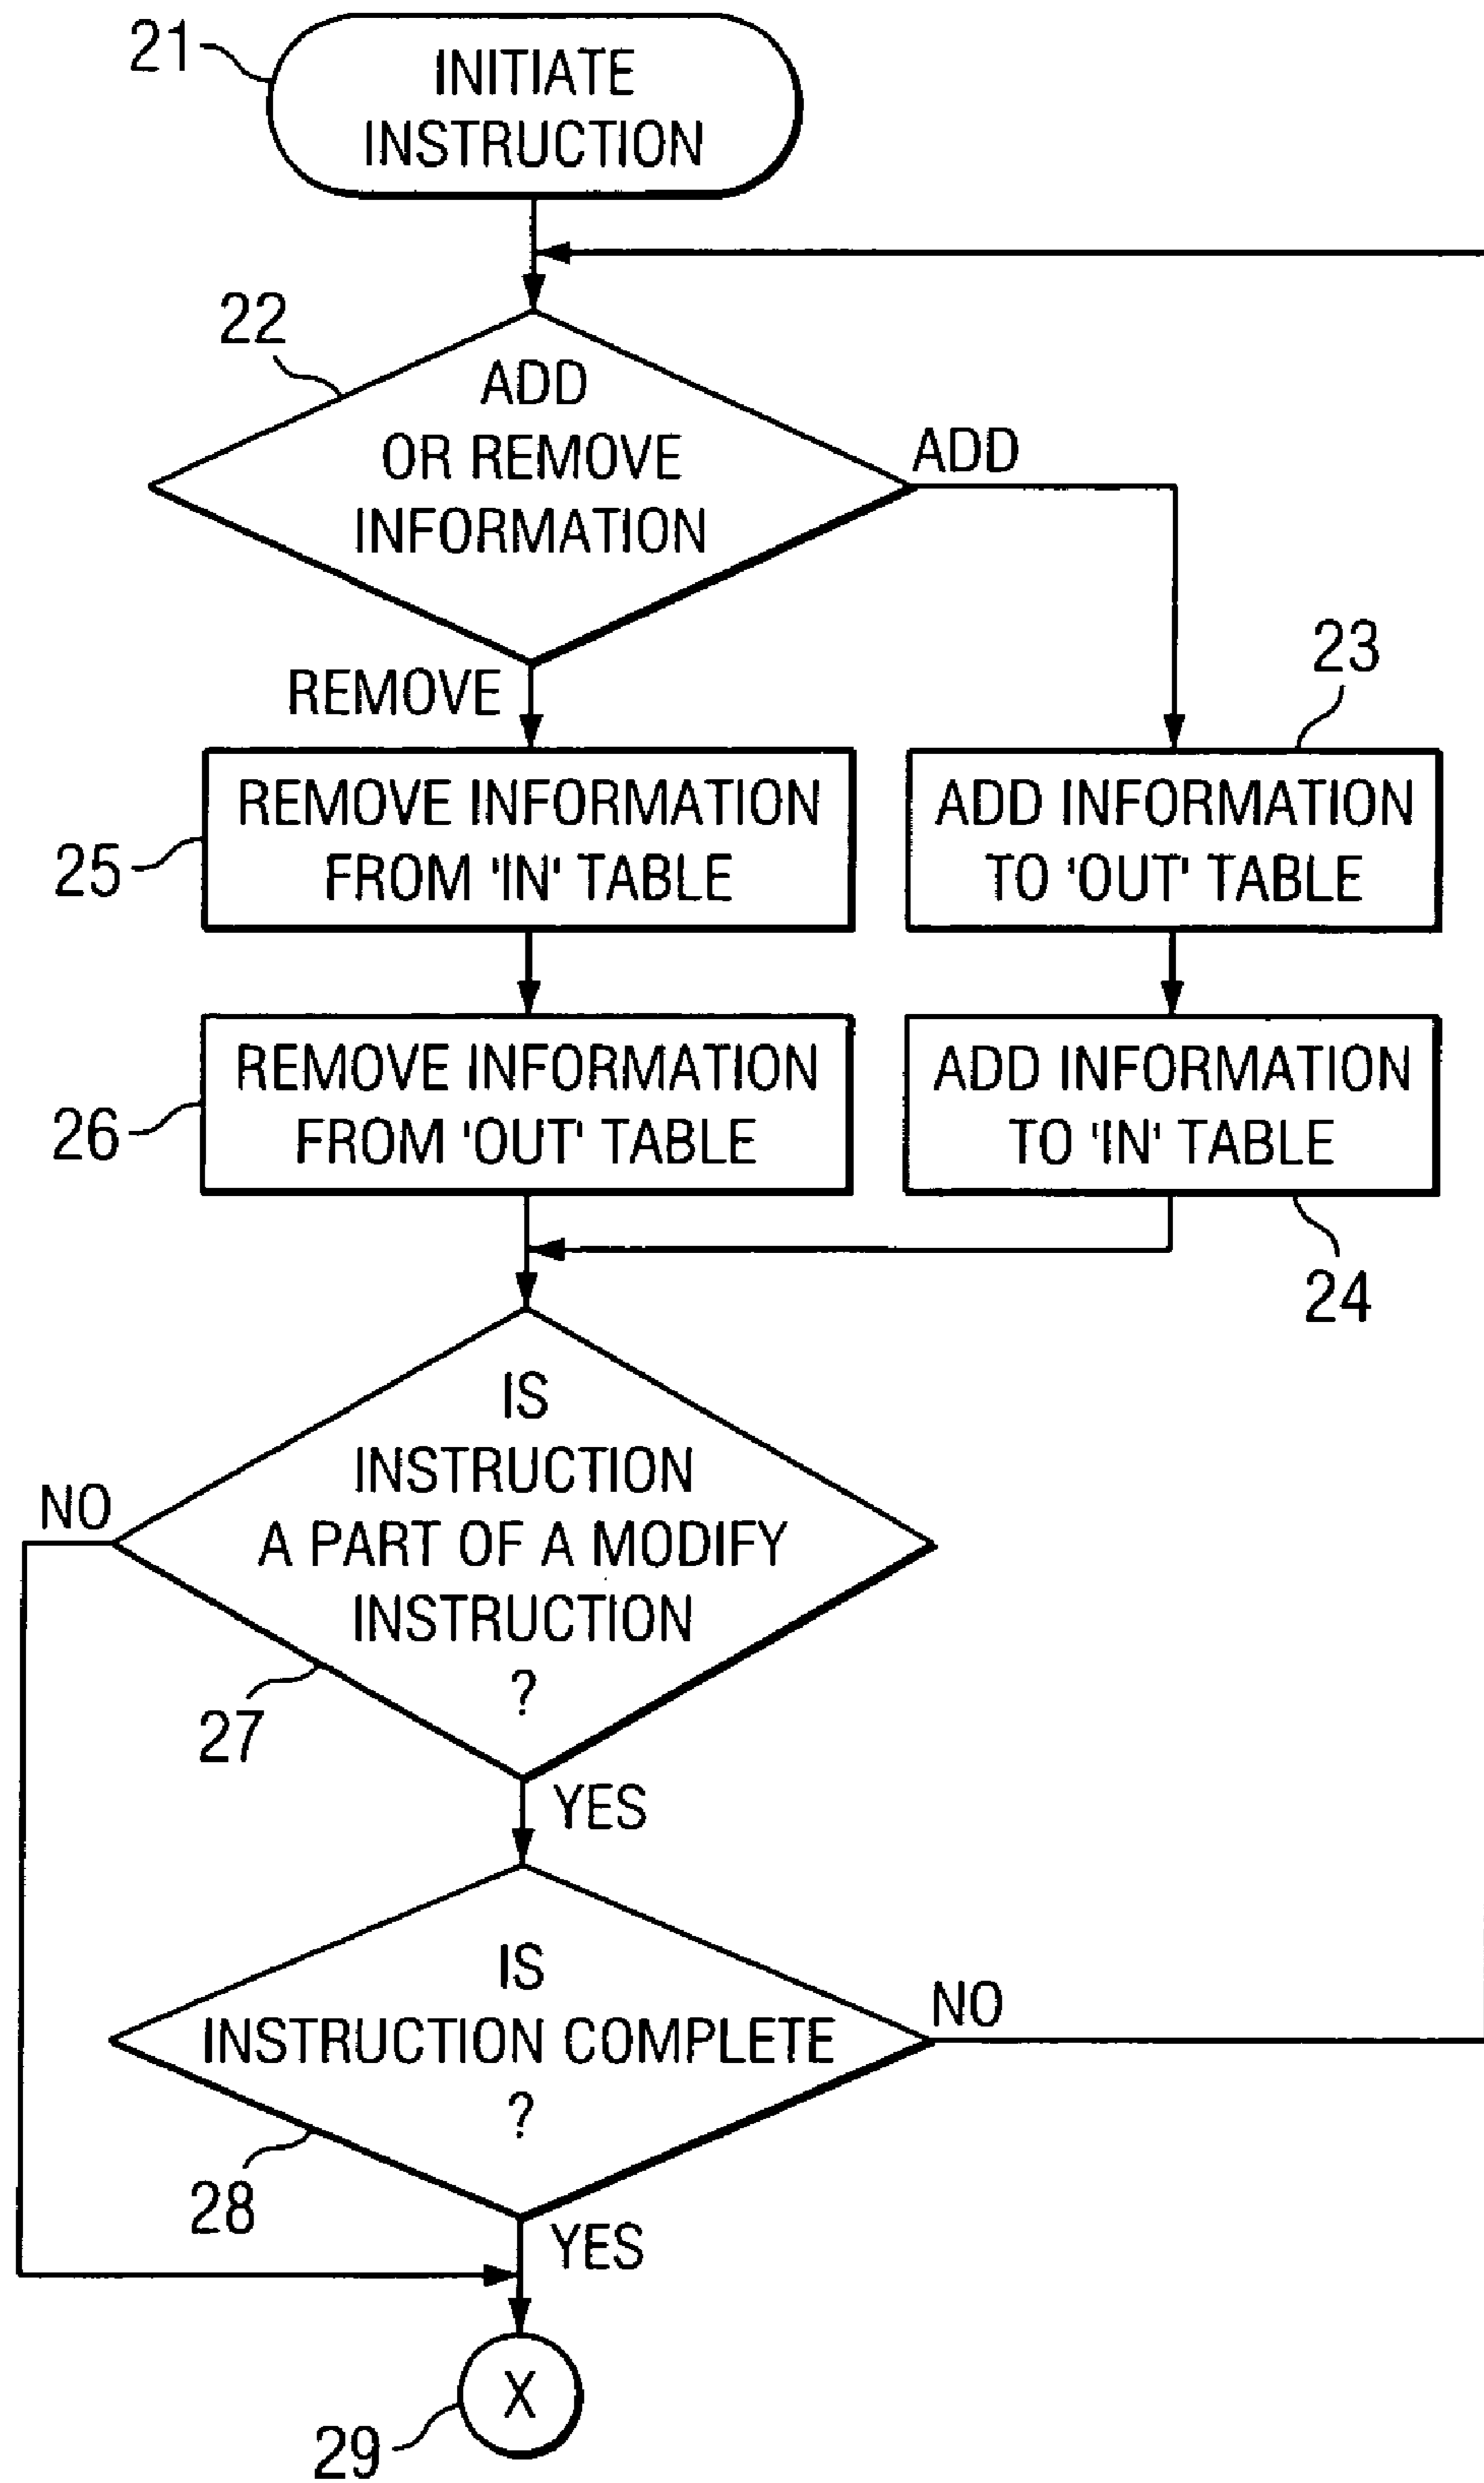 21
INITIATE
INSTRUCTION
22
ADD
OR REMOVE
INFORMATION
ADD
REMOVE
23
25
REMOVE INFORMATION
FROM 'IN' TABLE
ADD INFORMATION
TO 'OUT' TABLE
26
REMOVE INFORMATION
FROM 'OUT' TABLE
ADD INFORMATION
TO 'IN' TABLE
24
IS
INSTRUCTION
A PART OF A MODIFY
INSTRUCTION
?
NO
27
YES
IS
INSTRUCTION COMPLETE
?
NO
28
YES
X
29